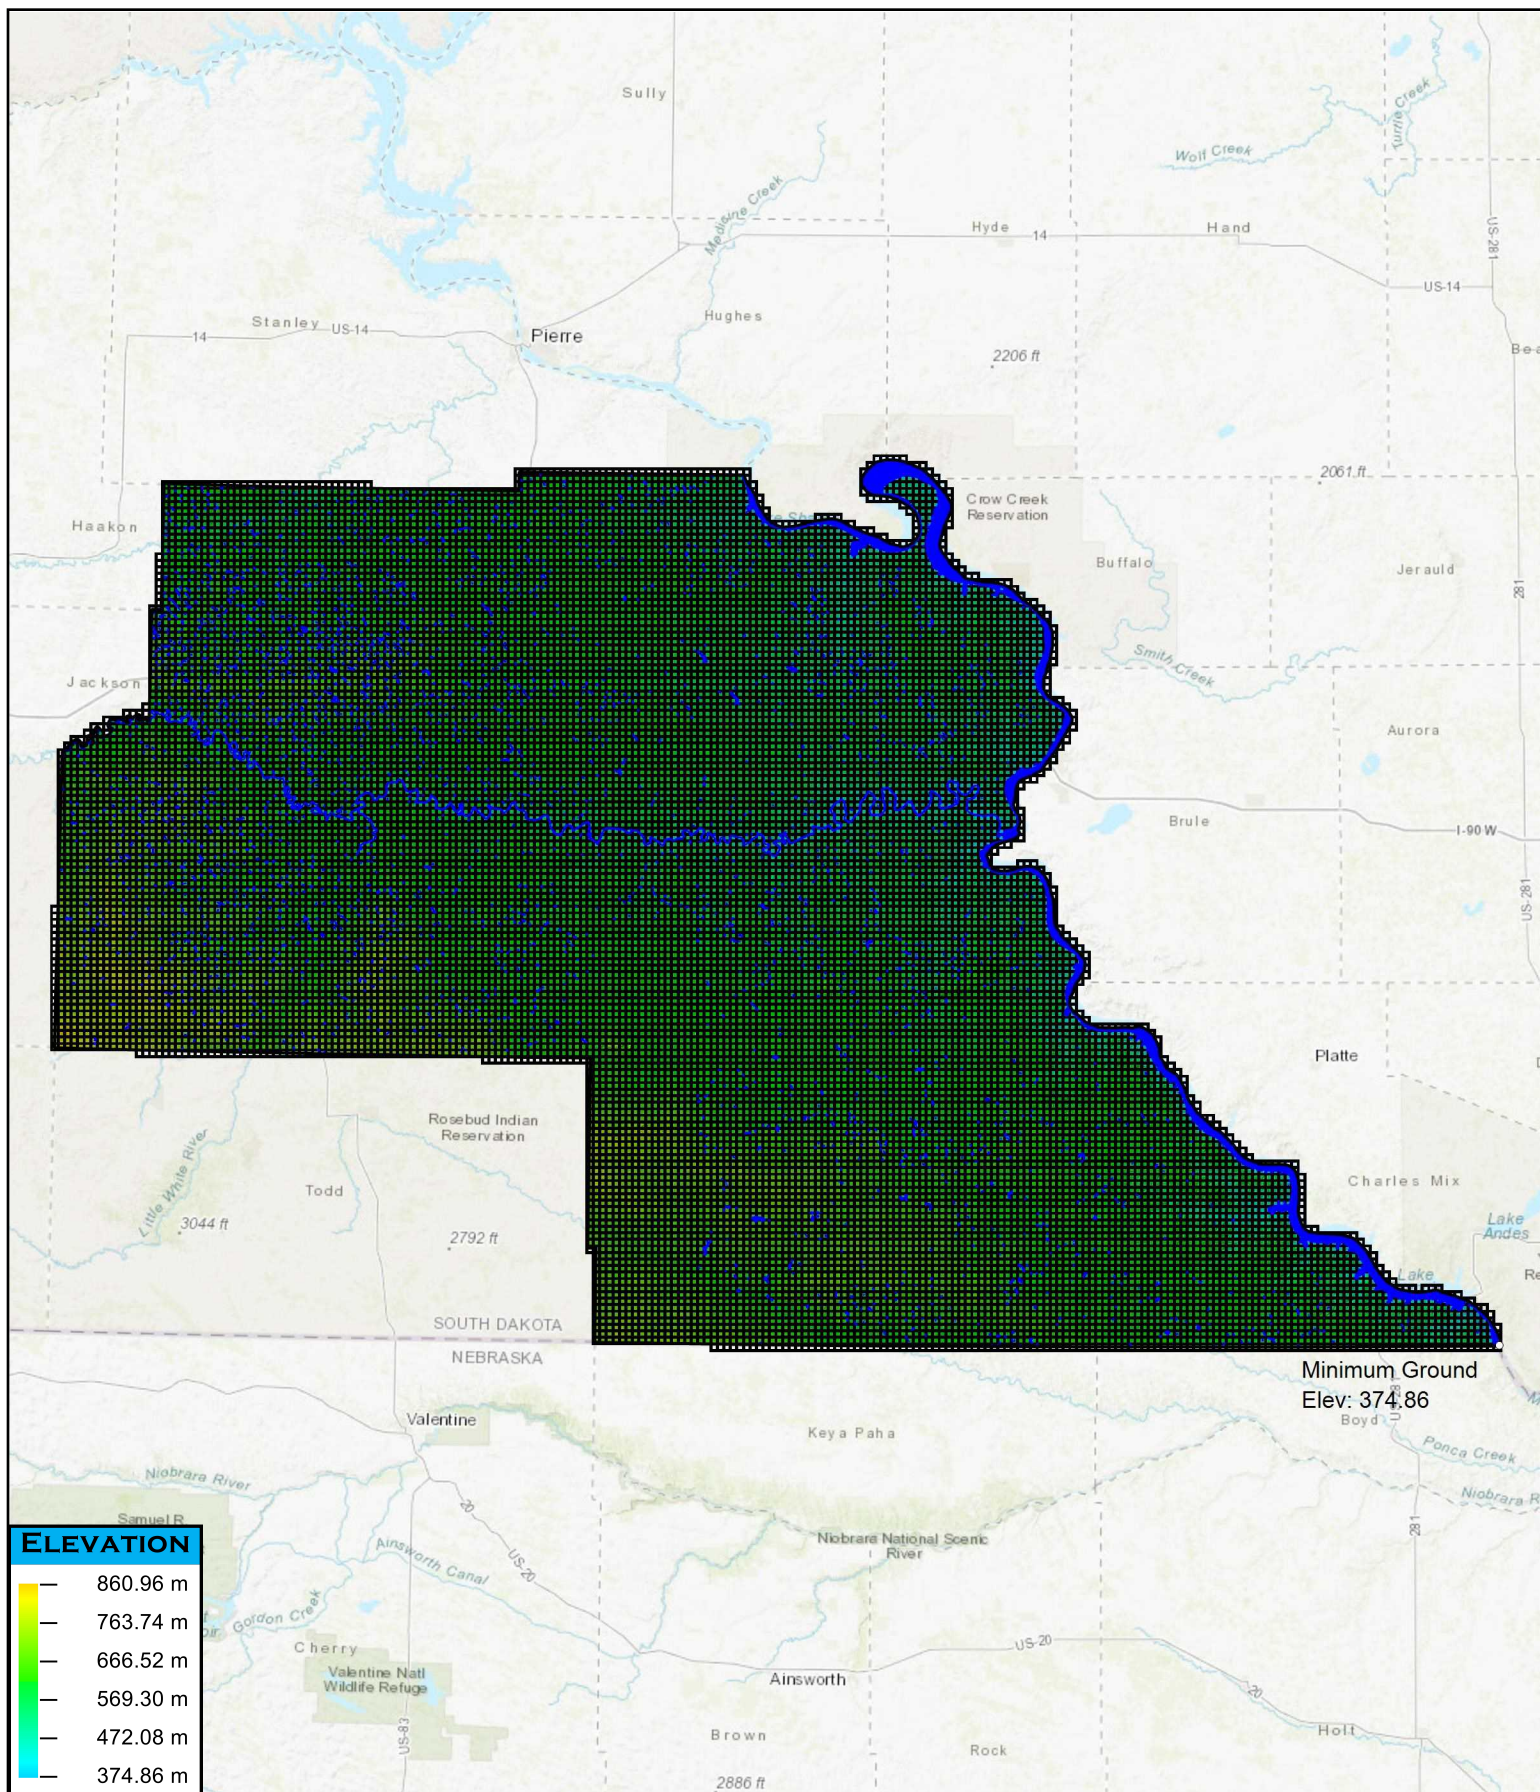 Sully
Turtle Creek
Wolf Creek
Medicine Creek
Hyde
14
Hand
US-281
US-14
Stanley
US-14
14
Pierre
Hughes
2206 ft
2061 ft
Haakon
Crow Creek
Reservation
Buffalo
Jerauld
281
Smith Creek
Jackson
Aurora
Brule
I-90 W
US-281
Platte
Rosebud Indian
Reservation
Little White River
Todd
Charles Mix
3044 ft
2792 ft
Lake
Andes
Lake
SOUTH DAKOTA
NEBRASKA
Minimum Ground
Elev: 374.86
Valentine
Boyd
Keya Paha
Ponca Creek
Niobrara River
Niobrara R
20
Samuel R
281
Niobrara National Scenic
River
Ainsworth Canal
US-20
ELEVATION
860.96 m
763.74 m
666.52 m
569.30 m
472.08 m
374.86 m
Gordon Creek
Cherry
Valentine Natl
Wildlife Refuge
US-20
Ainsworth
20
US-83
Brown
Rock
Holt
2886 ft